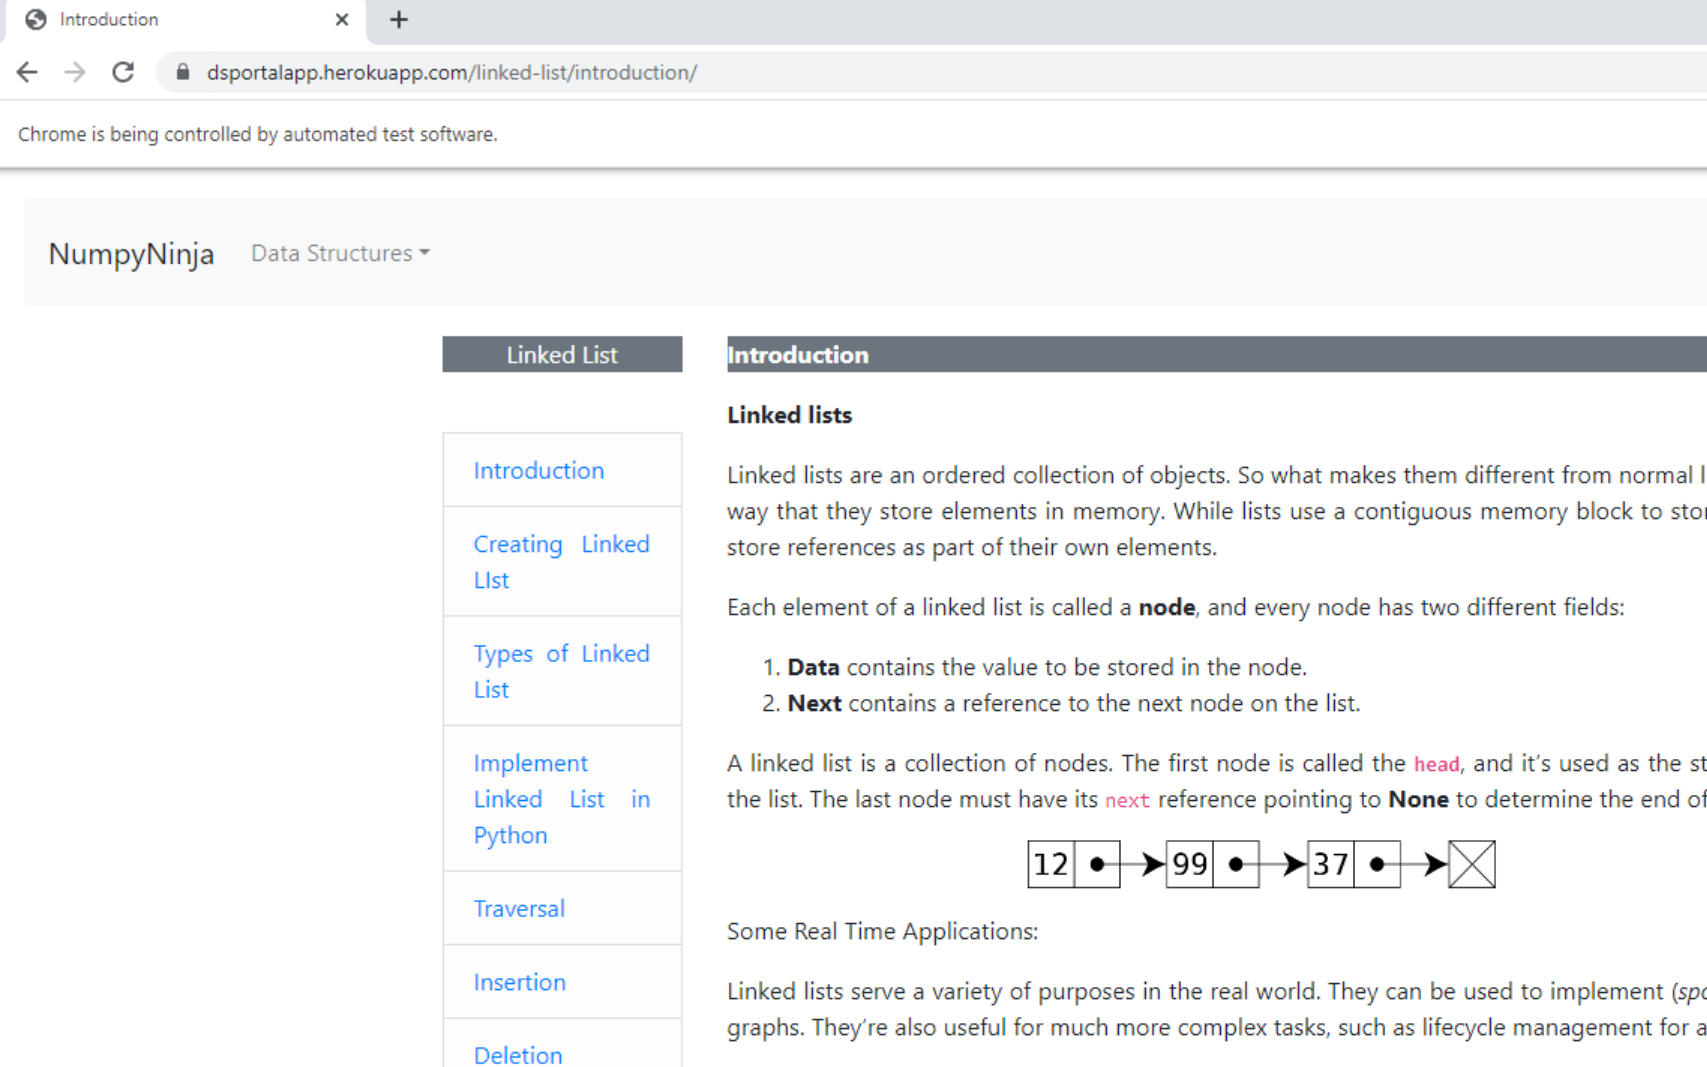 Introduction
dsportalapp.herokuapp.com/linked-list/introduction/
Chrome is being controlled by automated test software.
NumpyNinja Data Structures
Linked List
Introduction
Creating Linked
LIst
Types of Linked
List
Implement
Linked List in
Python
Traversal
Insertion
Deletion
Introduction
Linked lists
Linked lists are an ordered collection of objects. So what makes them different from normal
way that they store elements in memory. While lists use a contiguous memory block to
store references as part of their own elements.
Each element of a linked list is called a node, and every node has two different fields:
1. Data contains the value to be stored in the node.
2. Next contains a reference to the next node on the list.
A linked list is a collection of nodes. The first node is called the head, and it's used as the
the list. The last node must have its next reference pointing to None to determine the end of
12 99 37
Some Real Time Applications:
Linked lists serve a variety of purposes in the real world. They can be used to implement (
graphs. They're also useful for much more complex tasks, such as lifecycle management for